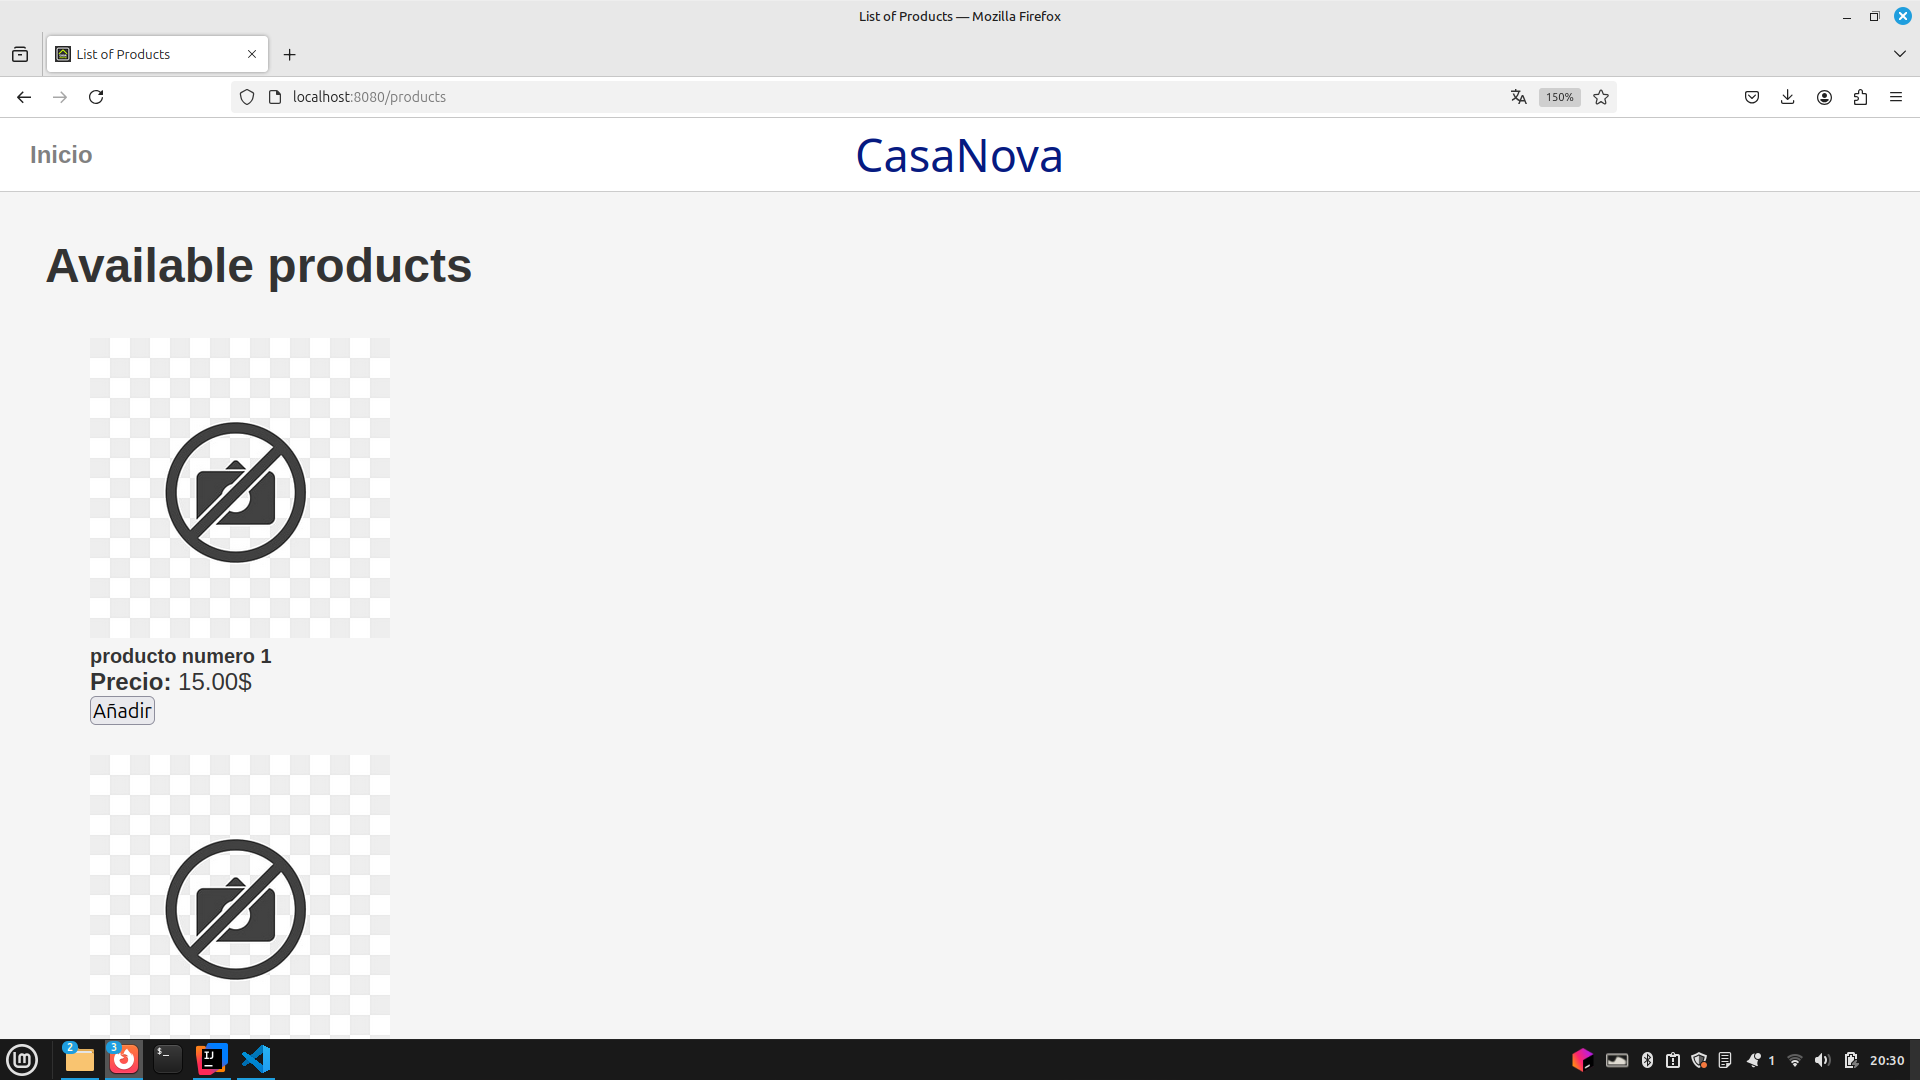 List of Products — Mozilla Firefox
List of Products
localhost:8080/products
150%
Inicio
CasaNova
Available products
producto numero 1
Precio: 15.00$
Añadir
2
3
$_
IJ
1
20:30